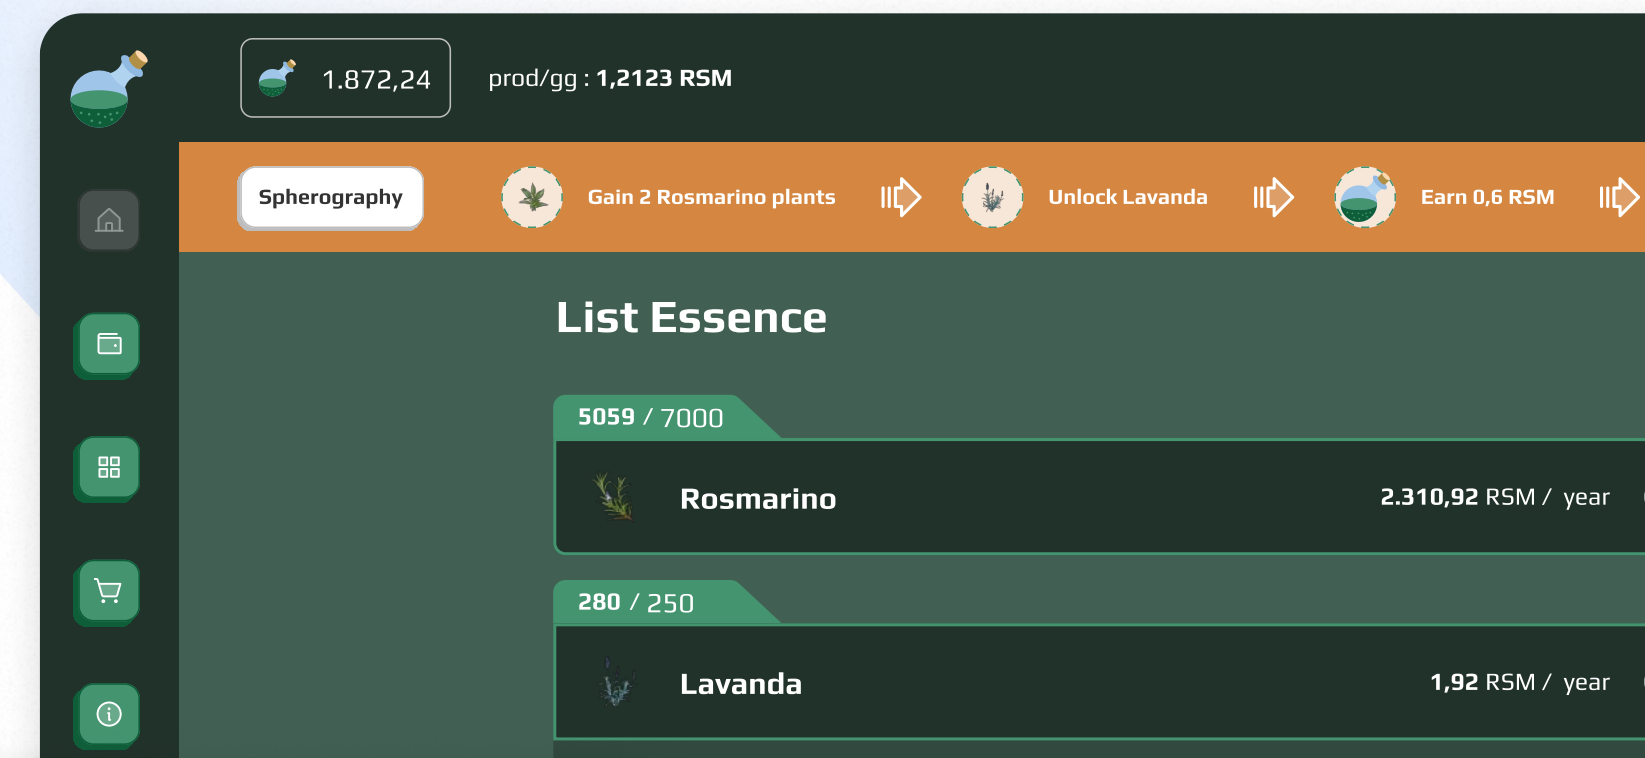 1.872,24
prod/gg : 1,2123 RSM
Spherography
Gain 2 Rosmarino plants
Unlock Lavanda
Earn 0,6 RSM
List Essence
5059 / 7000
Rosmarino
2.310,92 RSM / year
280 / 250
Lavanda
1,92 RSM / year